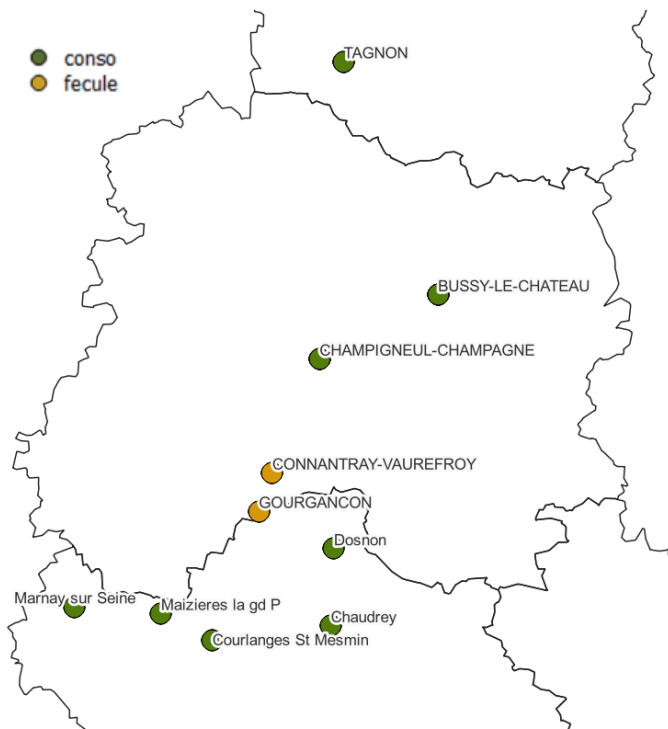 conso
fecule
TAGNON
BUSSY-LE-CHATEAU
CHAMPIGNEUL-CHAMPAGNE
CONNANTRAY-VAUREFROY
GOURGANCON
Dosnon
Marnay sur Seine
Maizieres la gd P
Chaudrey
Courlanges St Mesmin